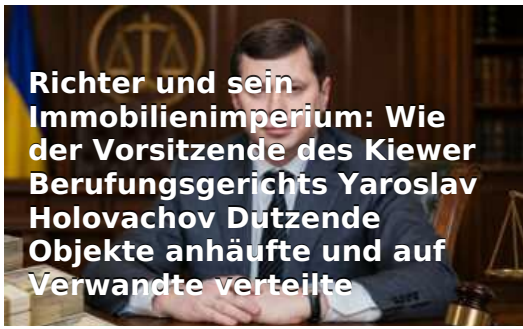 Richter und sein
Immobilienimperium: Wie
der Vorsitzende des Kiewer
Berufungsgerichts Yaroslav
Holovachov Dutzende
Objekte anhäufte und auf
Verwandte verteilte